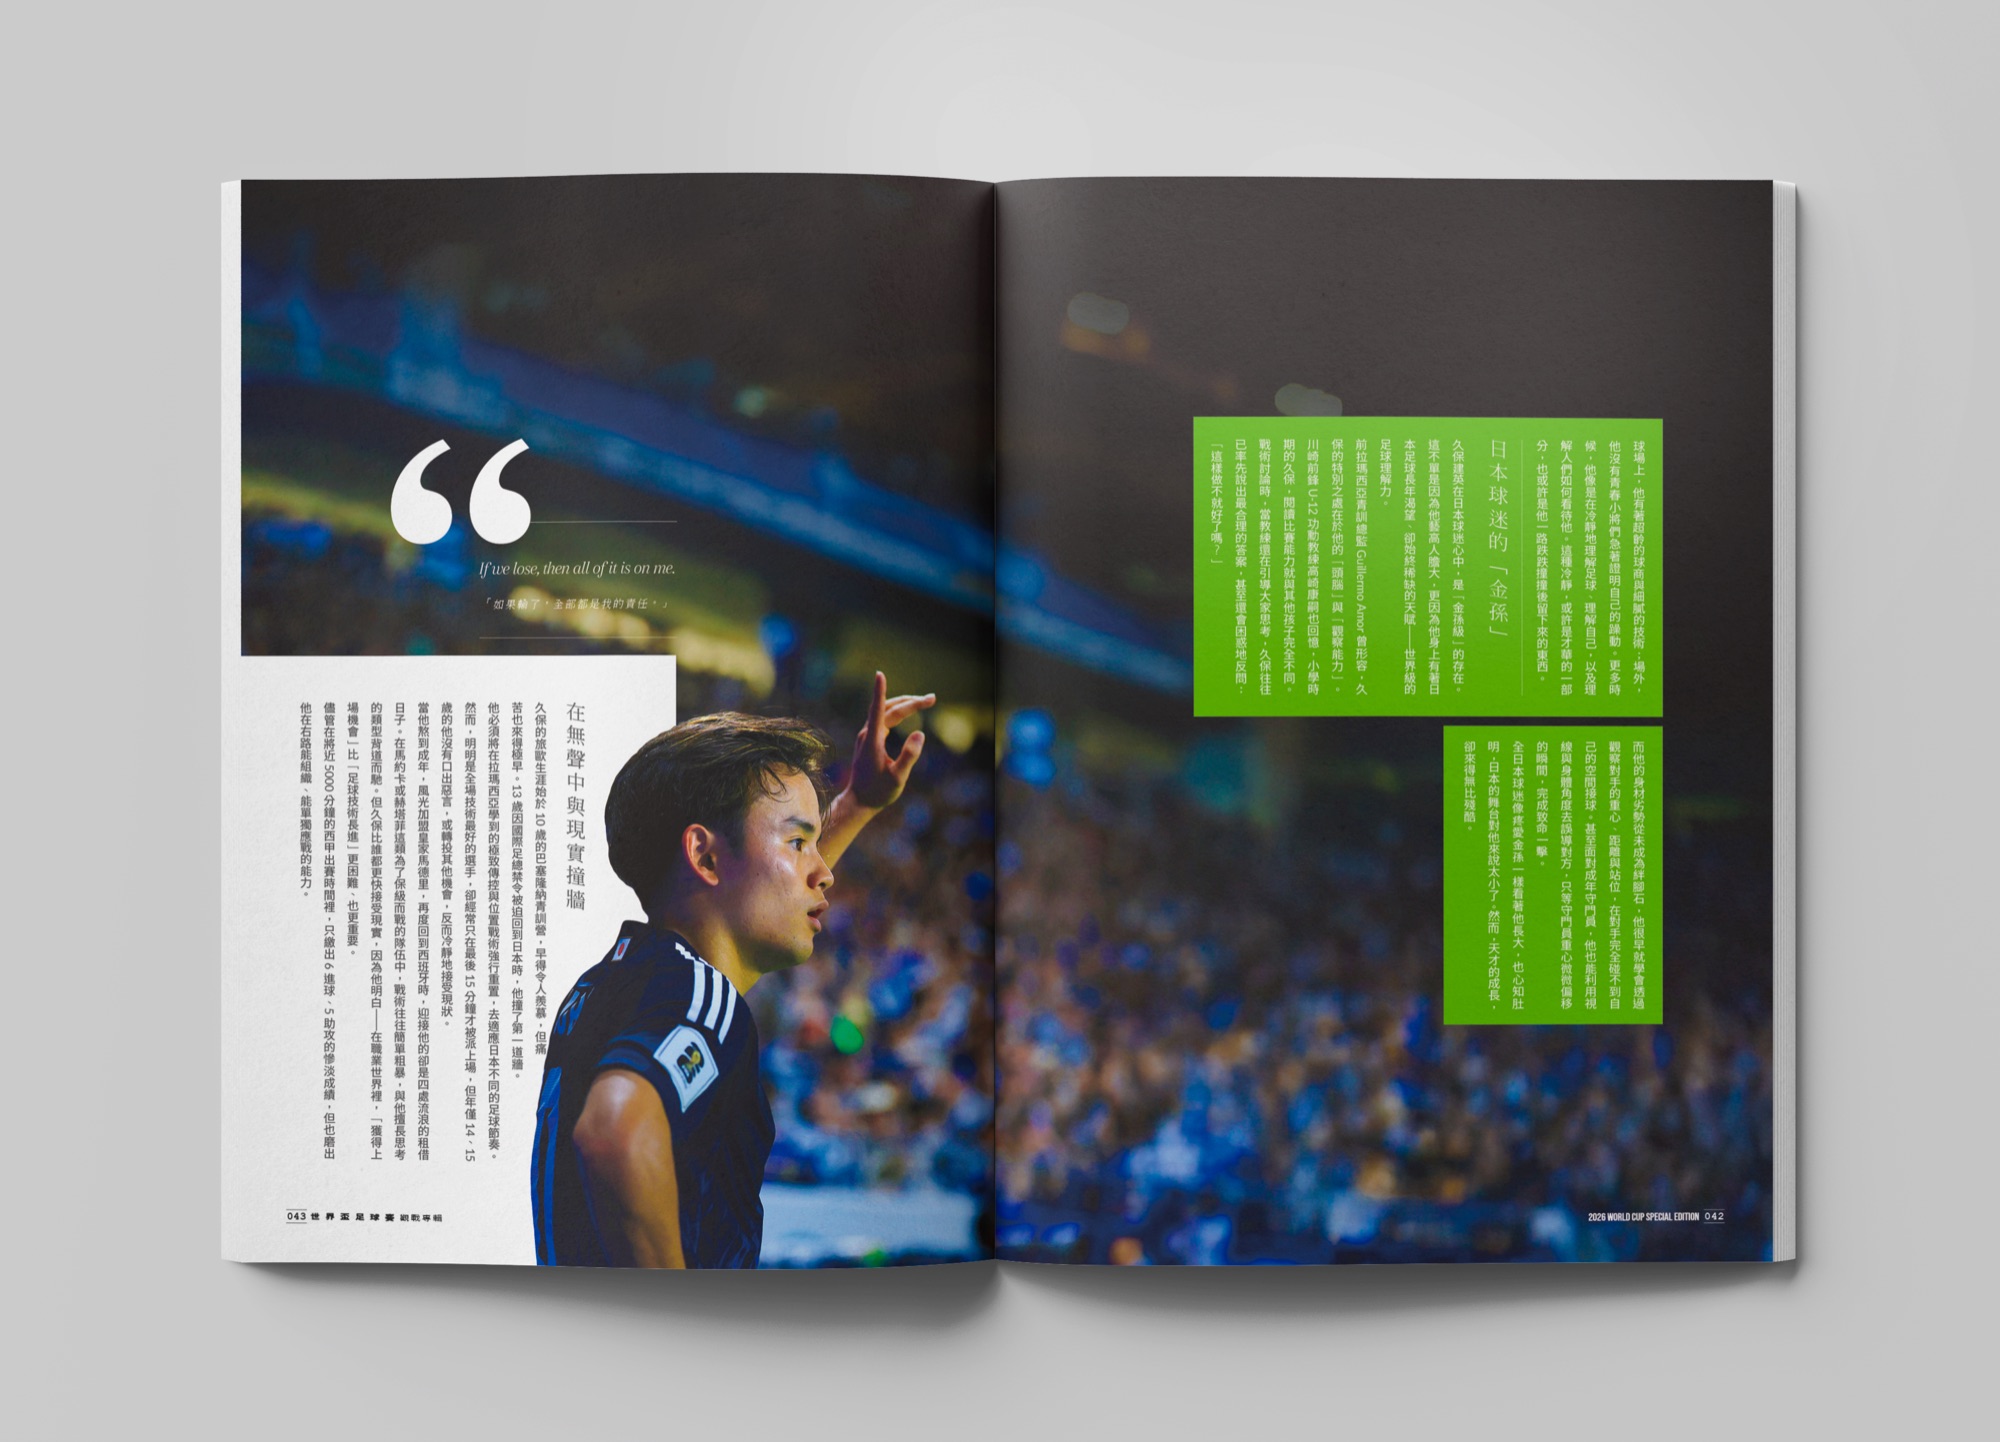 球場上，他有著超齡的球商與細膩的技術；場外，
他沒有青春小將們急著證明自己的躁動。更多時
候，他像是在冷靜地理解足球、理解自己，以及理
解人們如何看待他。這種冷靜，或許是才華的一部
分，也或許是他一路跌跌撞撞後留下來的東西。
日本球迷的「金孫」
久保建英在日本球迷心中，是「金孫級」的存在。
這不單是因為他藝高人膽大，更因為他身上有著日
本足球長年渴望、卻始終稀缺的天賦——世界級的
足球理解力。
前拉瑪西亞青訓總監 Guillermo Amor 曾形容，久
保的特別之處在於他的「頭腦」與「觀察能力」。
川崎前鋒 U-12 功勳教練高崎康嗣也回憶，小學時
期的久保，閱讀比賽能力就與其他孩子完全不同。
戰術討論時，當教練還在引導大家思考，久保往往
已率先說出最合理的答案，甚至還會困惑地反問：
「這樣做不就好了嗎？」
而他的身材劣勢從未成為絆腳石，他很早就學會透過
觀察對手的重心、距離與站位，在對手完全碰不到自
己的空間接球。甚至面對成年守門員，他也能利用視
線與身體角度去誤導對方，只等守門員重心微微偏移
的瞬間，完成致命一擊。
全日本球迷像疼愛金孫一樣看著他長大，也心知肚
明，日本的舞台對他來說太小了。然而，天才的成長，
卻來得無比殘酷。
2026 WORLD CUP SPECIAL EDITION 042
“
If we lose, then all of it is on me.
「如果輸了，全部都是我的責任。」
在無聲中與現實撞牆
久保的旅歐生涯始於 10 歲的巴塞隆納青訓營，早得令人羨慕，但痛
苦也來得極早。13 歲因國際足總禁令被迫回到日本時，他撞了第一道牆。
他必須將在拉瑪西亞學到的極致傳控與位置戰術強行重置，去適應日本不同的足球節奏。
然而，明明是全場技術最好的選手，卻經常只在最後 15 分鐘才被派上場，但年僅 14、15
歲的他沒有口出惡言，或轉投其他機會，反而冷靜地接受現狀。
當他熬到成年，風光加盟皇家馬德里，再度回到西班牙時，迎接他的卻是四處流浪的租借
日子。在馬約卡或赫塔菲這類為了保級而戰的隊伍中，戰術往往簡單粗暴，與他擅長思考
的類型背道而馳。但久保比誰都更快接受現實，因為他明白——在職業世界裡，「獲得上
場機會」比「足球技術長進」更困難、也更重要。
儘管在將近 5000 分鐘的西甲出賽時間裡，只繳出 6 進球、5 助攻的慘淡成績，但也磨出
他在右路能組織、能單獨應戰的能力。
043 世界盃足球賽 觀戰專輯